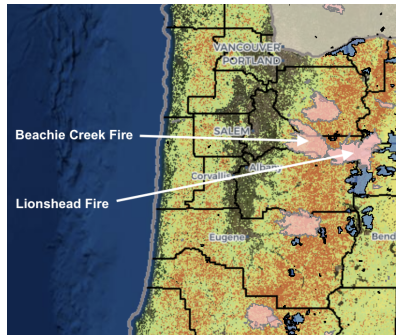 VANCOUVER
PORTLAND
Beachie Creek Fire
SALEM
Albany
Corvallis
Lionshead Fire
Eugene
Bend